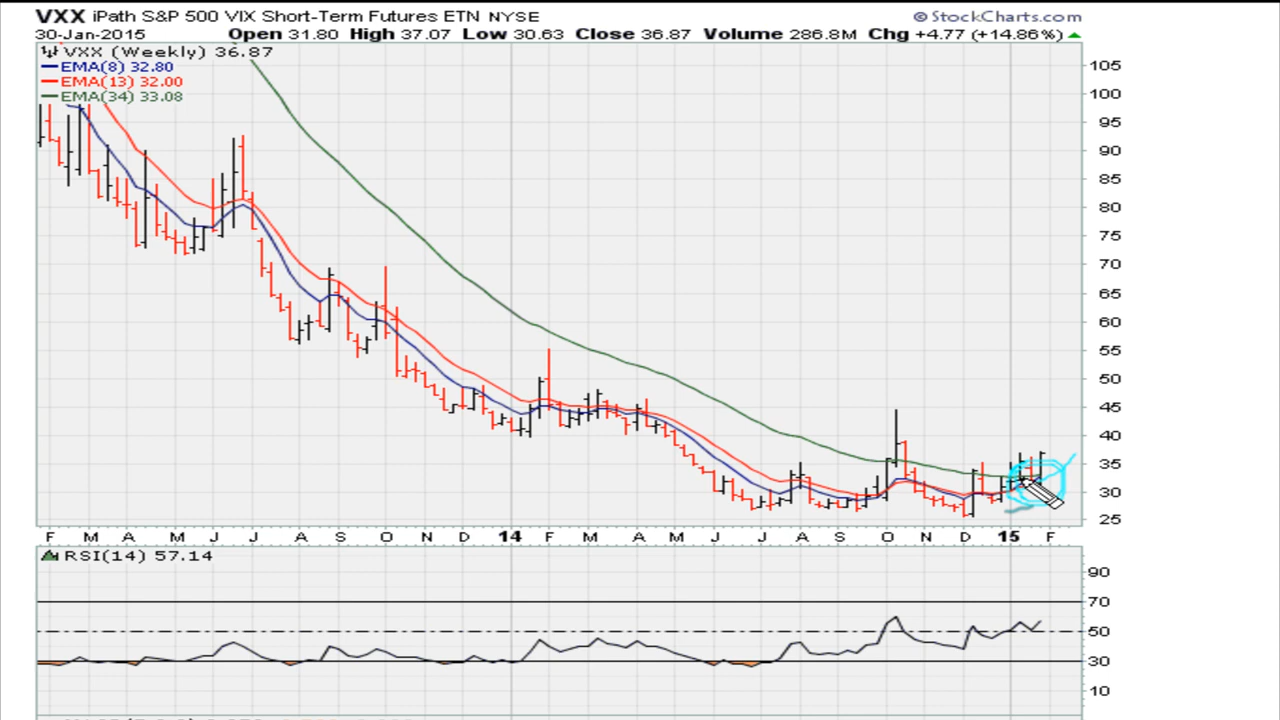 VXX iPath S&P 500 VIX Short-Term Futures ETN NYSE © StockCharts.com
30-Jan-2015 Open 31.80 High 37.07 Low 30.63 Close 36.87 Volume 286.8M Chg +4.77 (+14.86%)
VXX (Weekly) 36.87
EMA(8) 32.80
EMA(13) 32.00
EMA(34) 33.08
105
100
95
90
85
80
75
70
65
60
55
50
45
40
35
30
25
F M A M J J A S O N D 14 F M A M J J A S O N D 15 F
RSI(14) 57.14
90
70
50
30
10